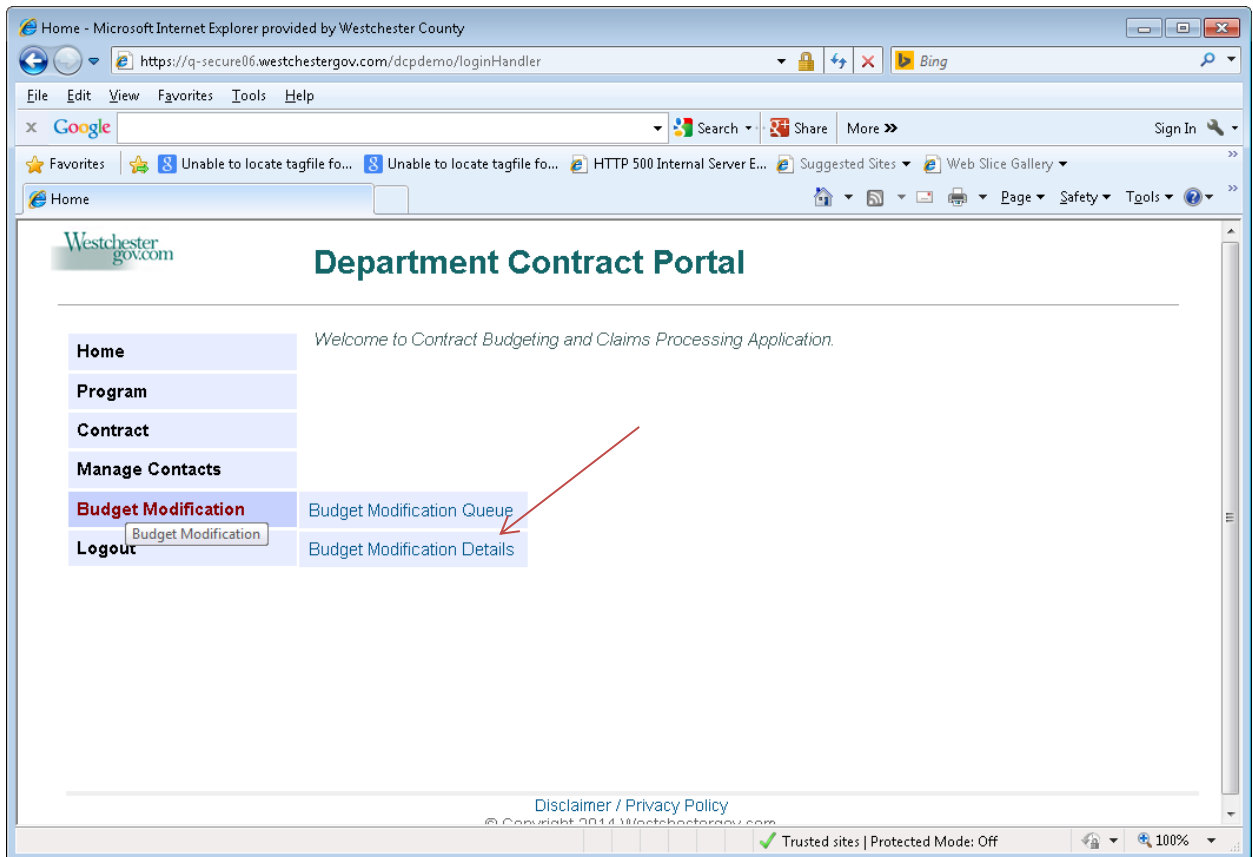 Home - Microsoft Internet Explorer provided by Westchester County
https://q-secure06.westchestergov.com/dcpdemo/loginHandler
Bing
File Edit View Favorites Tools Help
x Google Search Share More >> Sign In
Favorites Unable to locate tagfile fo... Unable to locate tagfile fo... HTTP 500 Internal Server E... Suggested Sites Web Slice Gallery
Home Page Safety Tools
Westchester
gov.com
Department Contract Portal
Welcome to Contract Budgeting and Claims Processing Application.
Home
Program
Contract
Manage Contacts
Budget Modification Budget Modification Queue
Budget Modification
Logout Budget Modification Details
Disclaimer / Privacy Policy
© Copyright 2014 Westchestergov.com
Trusted sites | Protected Mode: Off 100%